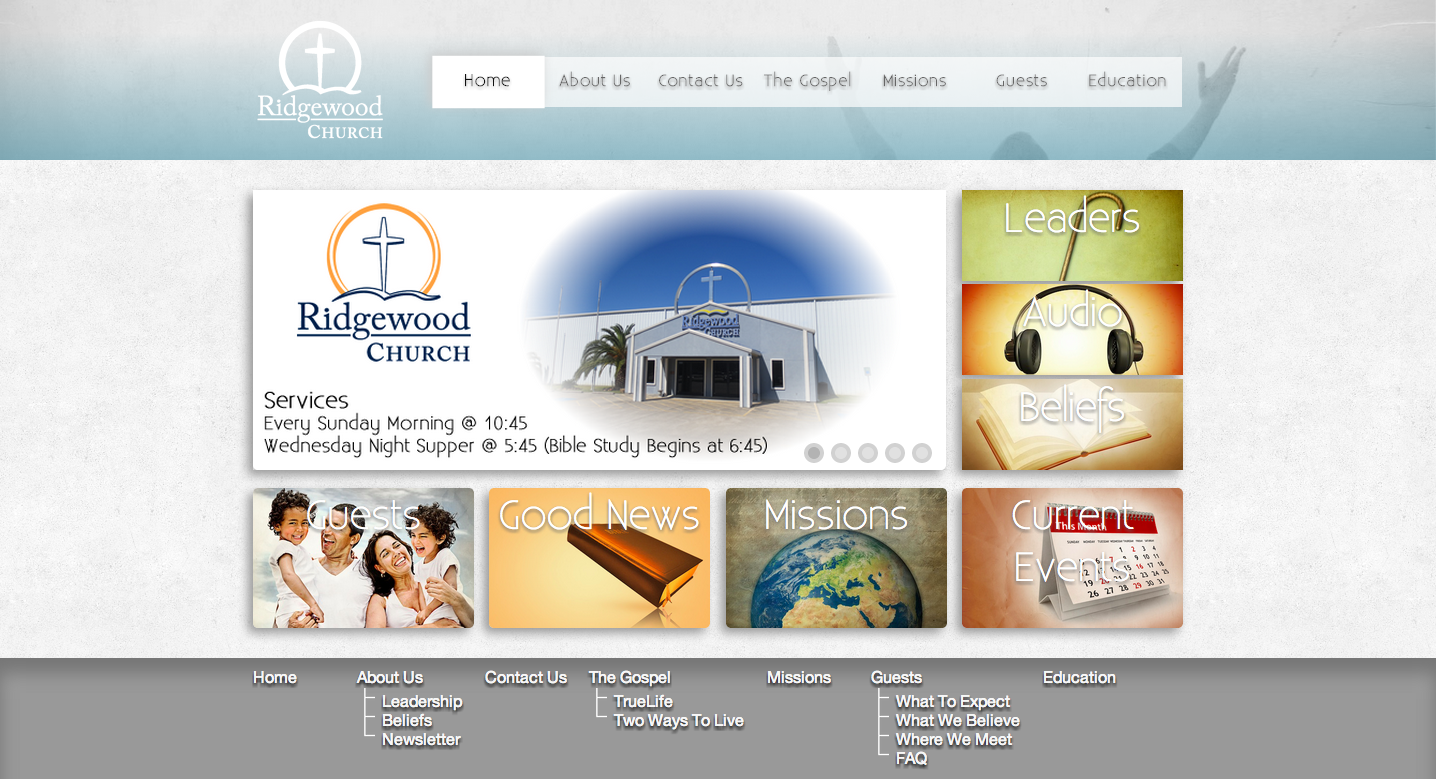 Ridgewood
CHURCH
Home
About Us
Contact Us
The Gospel
Missions
Guests
Education
Ridgewood
CHURCH
Ridgewood
CHURCH
Services
Every Sunday Morning @ 10:45
Wednesday Night Supper @ 5:45 (Bible Study Begins at 6:45)
Leaders
Audio
Beliefs
Guests
Good News
Missions
Current
Events
This Month
Home
About Us
Leadership
Beliefs
Newsletter
Contact Us
The Gospel
TrueLife
Two Ways To Live
Missions
Guests
What To Expect
What We Believe
Where We Meet
FAQ
Education